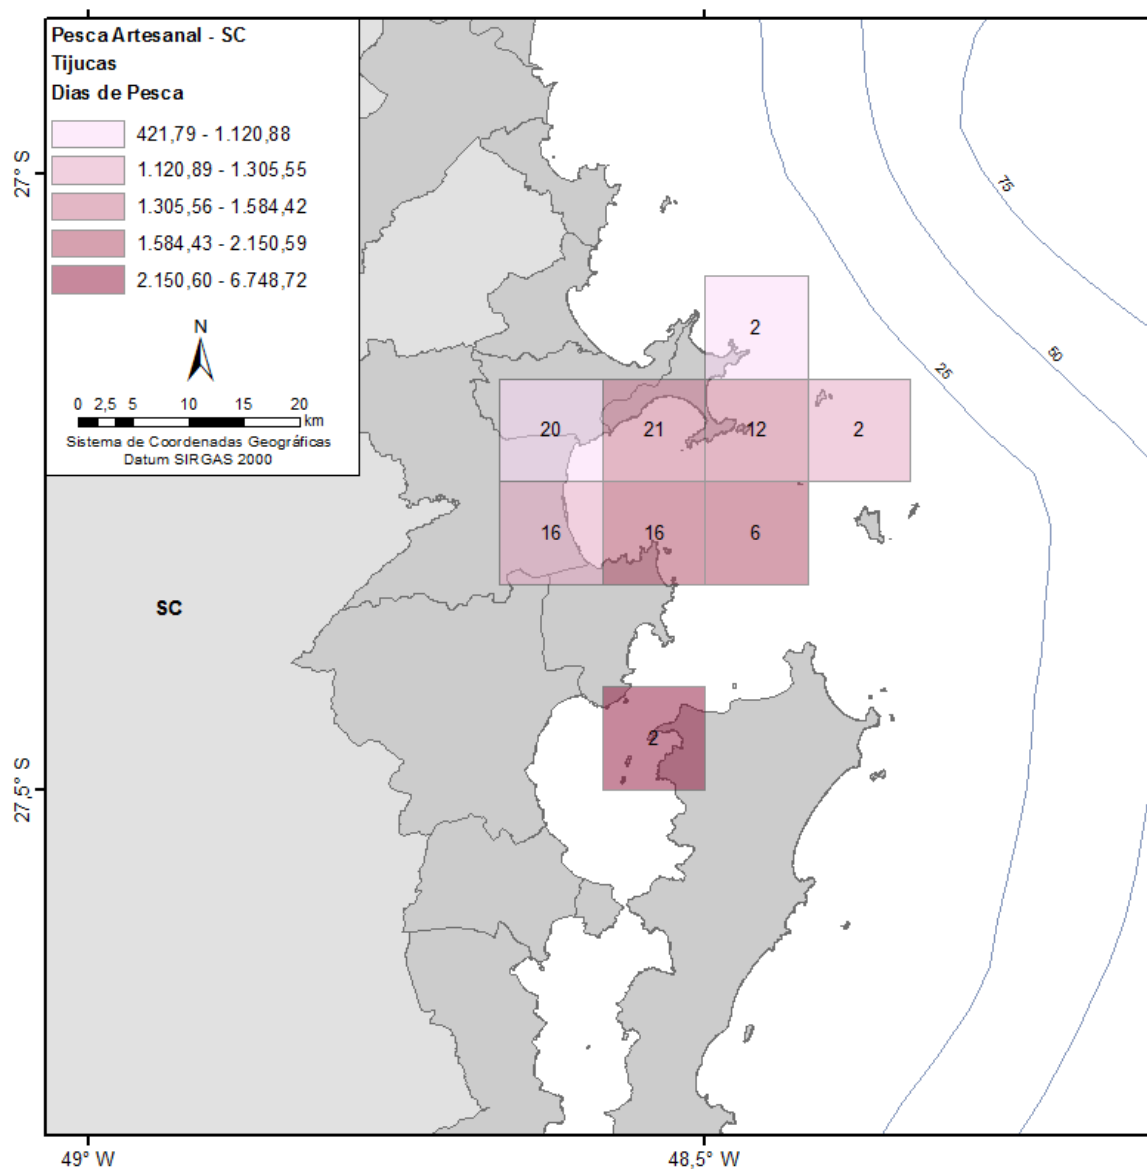 Pesca Artesanal - SC
Tijucas
Dias de Pesca
421,79 - 1.120,88
1.120,89 - 1.305,55
1.305,56 - 1.584,42
1.584,43 - 2.150,59
2.150,60 - 6.748,72
N
0 2,5 5 10 15 20
km
Sistema de Coordenadas Geográficas
Datum SIRGAS 2000
27° S
75
50
25
2
20 21 12 2
16 16 6
SC
2
27,5° S
49° W 48,5° W